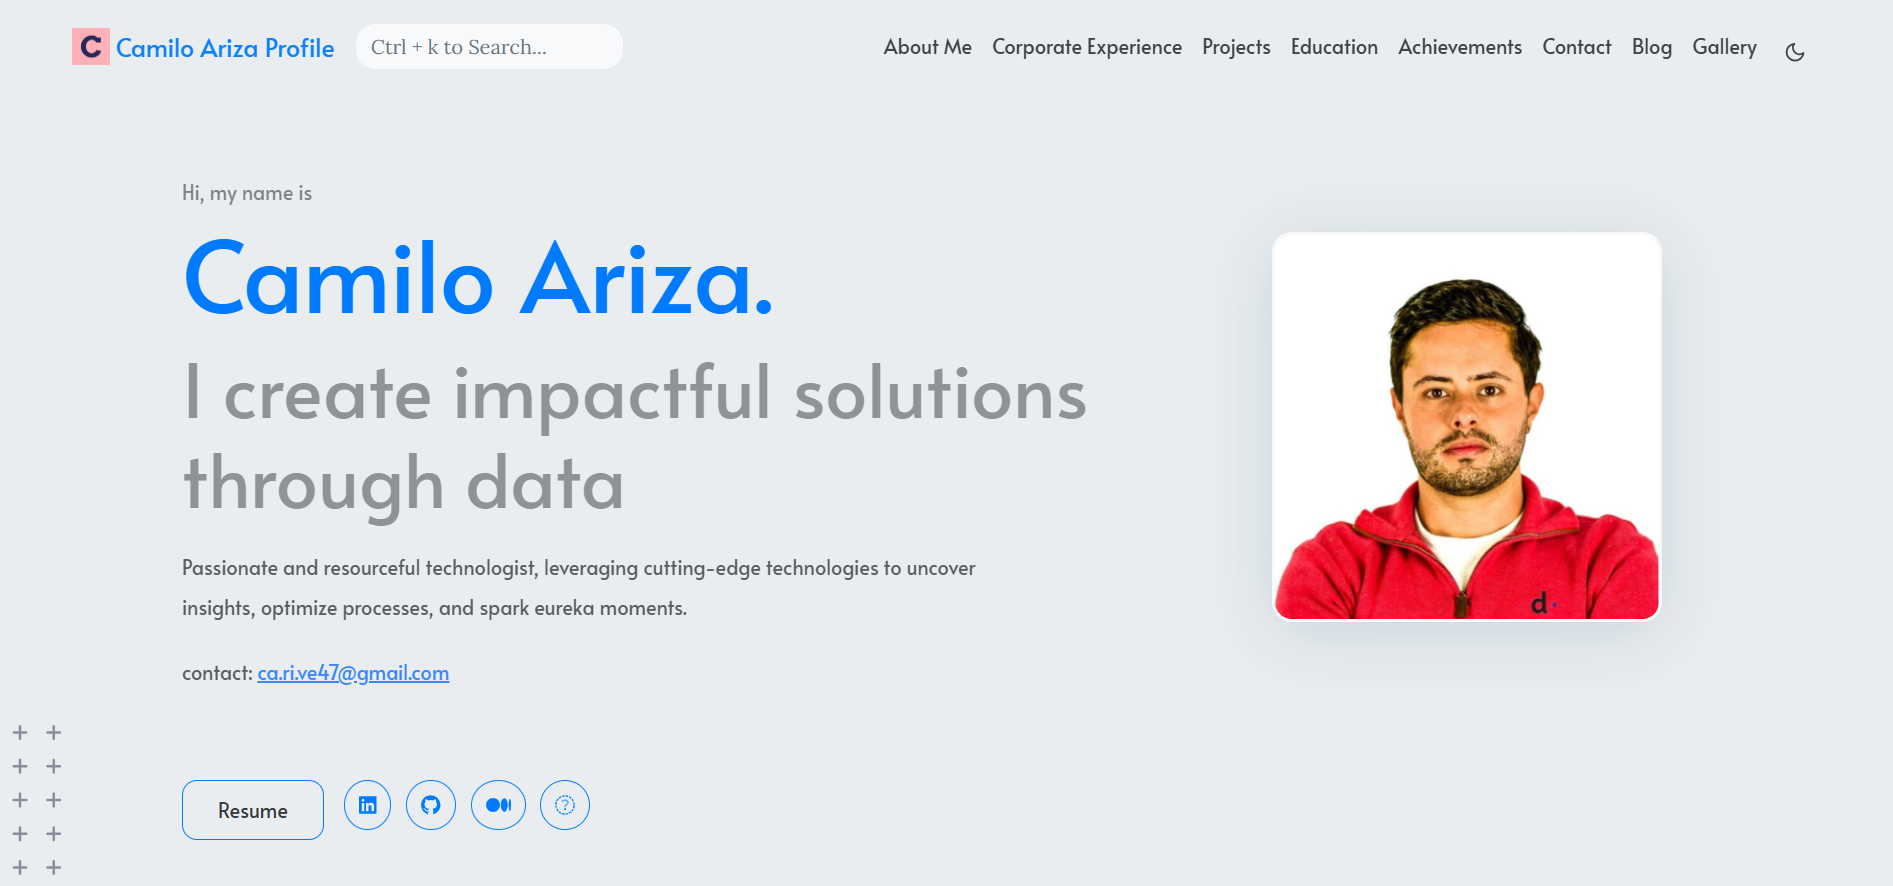 C Camilo Ariza Profile
Ctrl + k to Search...
About Me Corporate Experience Projects Education Achievements Contact Blog Gallery
Hi, my name is
Camilo Ariza.
I create impactful solutions
through data
Passionate and resourceful technologist, leveraging cutting-edge technologies to uncover
insights, optimize processes, and spark eureka moments.
contact: ca.ri.ve47@gmail.com
d.
Resume
in
?